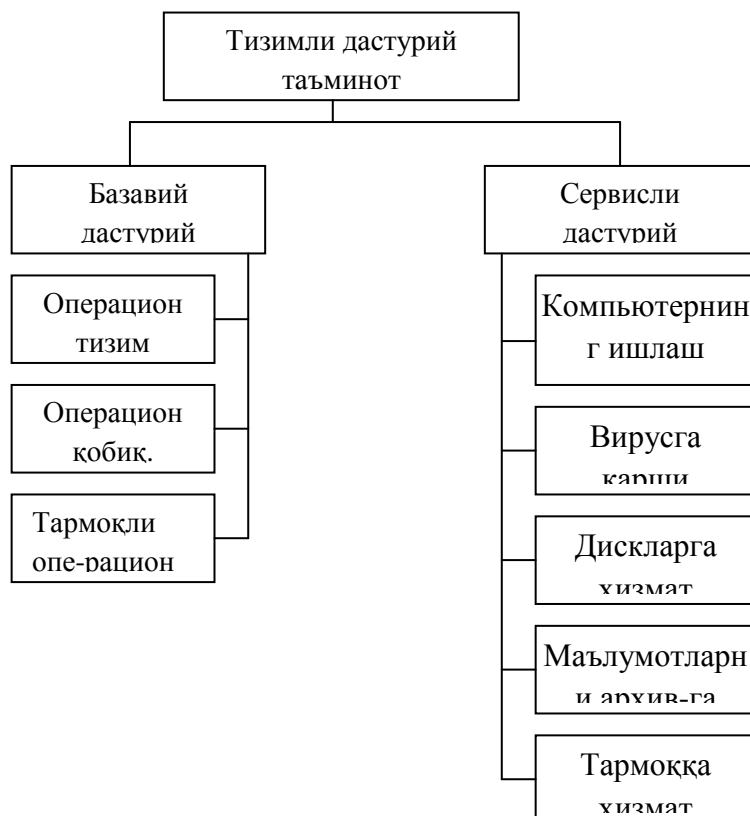 Тизимли дастурий
таъминот
Базавий
дастурий
Сервисли
дастурий
Операцион
тизим
Операцион
қобиқ.
Тармоқли
опе-рацион
Компьютернин
г ишлаш
Вирусга
карши
Дискларга
хизмат
Маълумотларн
и архив-га
Тармоққа
хизмат